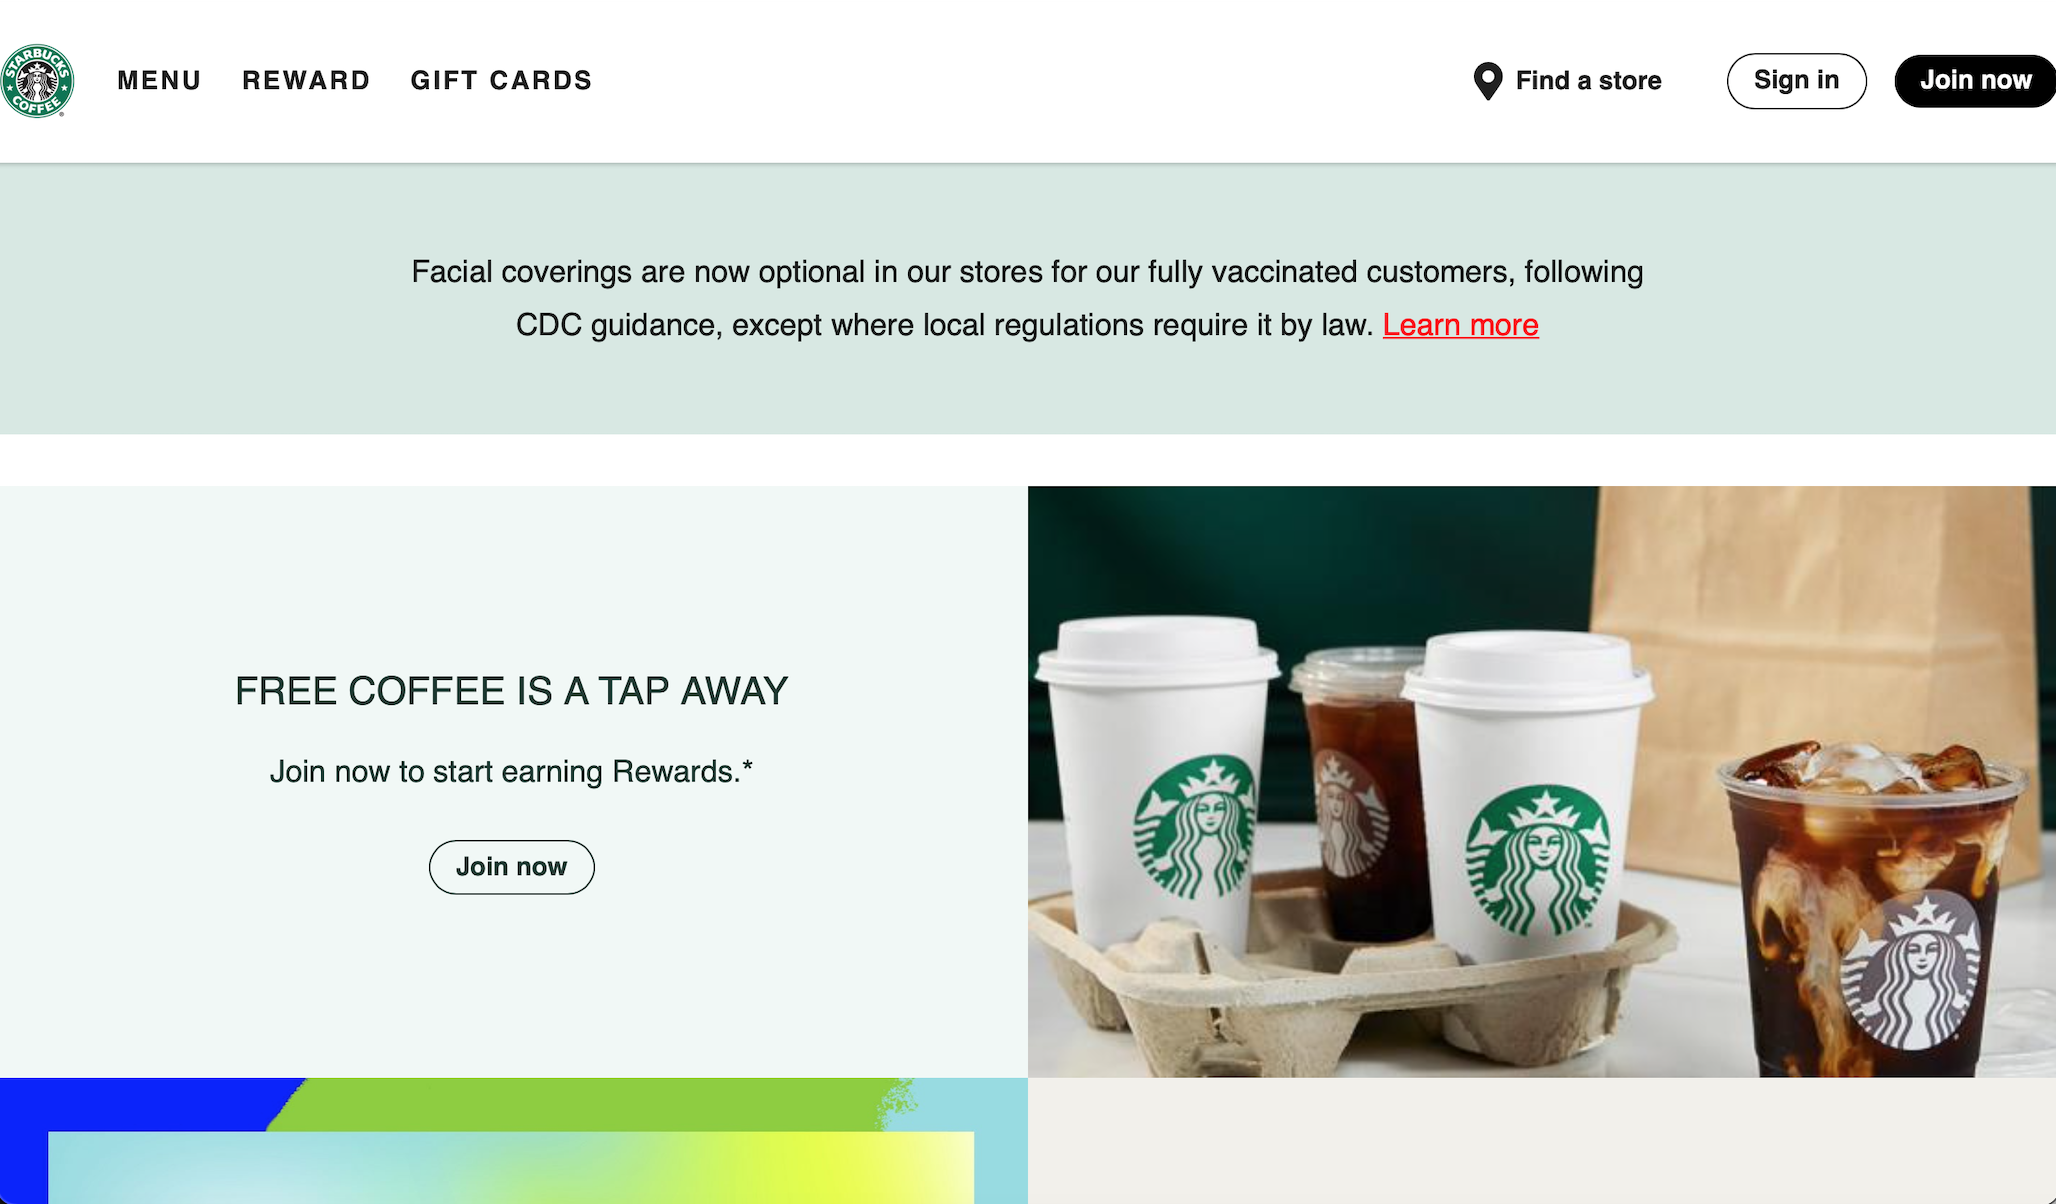 STARBUCKS
COFFEE
MENU
REWARD
GIFT CARDS
Find a store
Sign in
Join now
Facial coverings are now optional in our stores for our fully vaccinated customers, following
CDC guidance, except where local regulations require it by law. Learn more
FREE COFFEE IS A TAP AWAY
Join now to start earning Rewards.*
Join now